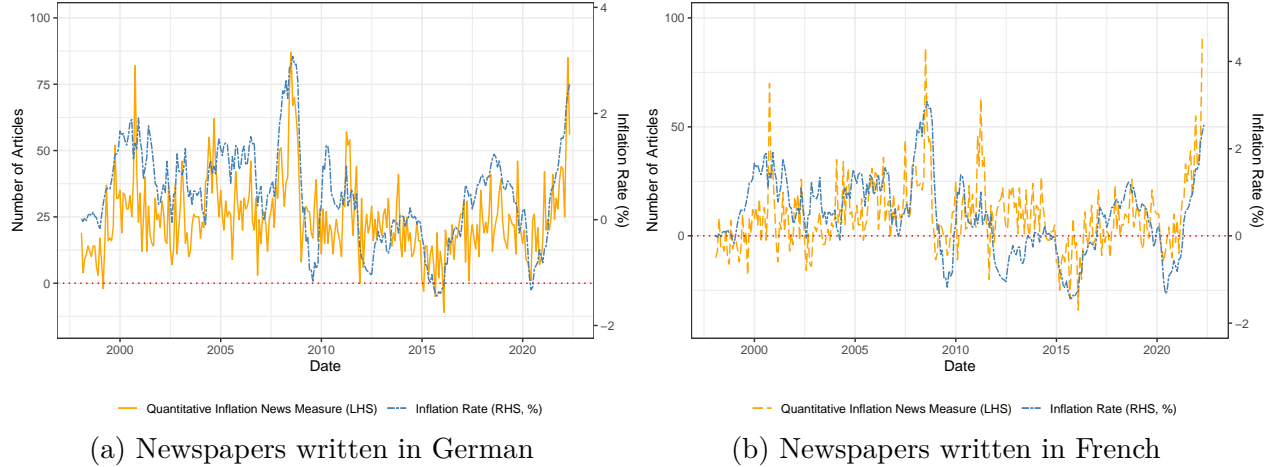 100
75
50
25
0
Number of Articles
4
2
0
−2
Inflation Rate (%)
2000
2005
2010
2015
2020
Date
Quantitative Inflation News Measure (LHS)
Inflation Rate (RHS, %)
(a) Newspapers written in German
100
50
0
Number of Articles
4
2
0
−2
Inflation Rate (%)
2000
2005
2010
2015
2020
Date
Quantitative Inflation News Measure (LHS)
Inflation Rate (RHS, %)
(b) Newspapers written in French